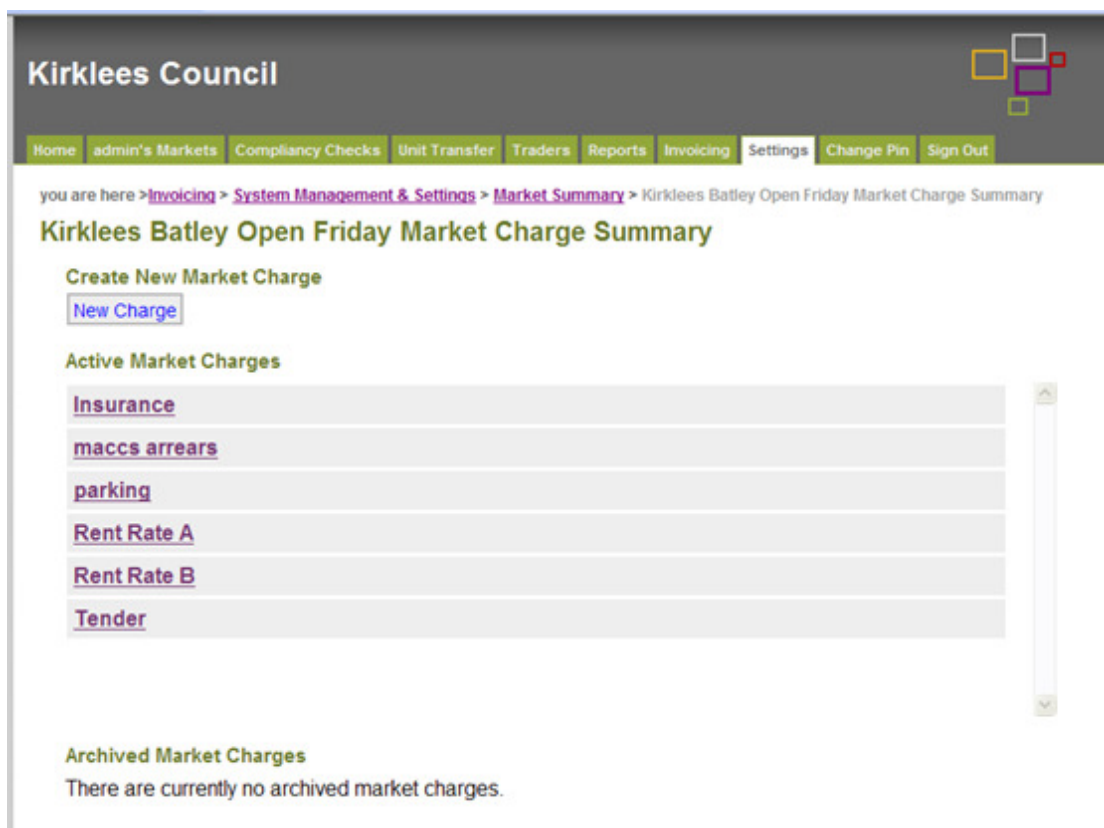 Kirklees Council
Home admin's Markets Compliancy Checks Unit Transfer Traders Reports Invoicing Settings Change Pin Sign Out
you are here >Invoicing > System Management & Settings > Market Summary > Kirklees Batley Open Friday Market Charge Summary
Kirklees Batley Open Friday Market Charge Summary
Create New Market Charge
New Charge
Active Market Charges
Insurance
maccs arrears
parking
Rent Rate A
Rent Rate B
Tender
Archived Market Charges
There are currently no archived market charges.